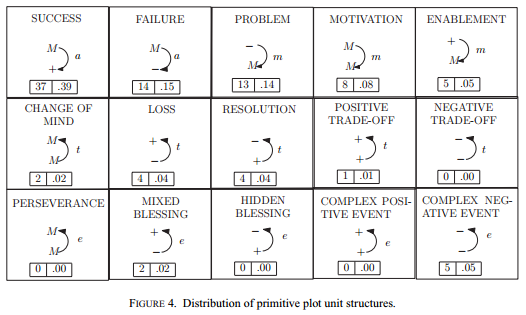 SUCCESS FAILURE PROBLEM MOTIVATION ENABLEMENT
M M − M +
a a m m m
+ − M M M
37 .39 14 .15 13 .14 8 .08 5 .05
CHANGE OF MIND LOSS RESOLUTION POSITIVE TRADE-OFF NEGATIVE TRADE-OFF
M + − + −
t t t t t
M − + + −
2 .02 4 .04 4 .04 1 .01 0 .00
PERSEVERANCE MIXED BLESSING HIDDEN BLESSING COMPLEX POSI-TIVE EVENT COMPLEX NEG-ATIVE EVENT
M + − + −
e e e e e
M − + + −
0 .00 2 .02 0 .00 0 .00 5 .05
FIGURE 4. Distribution of primitive plot unit structures.